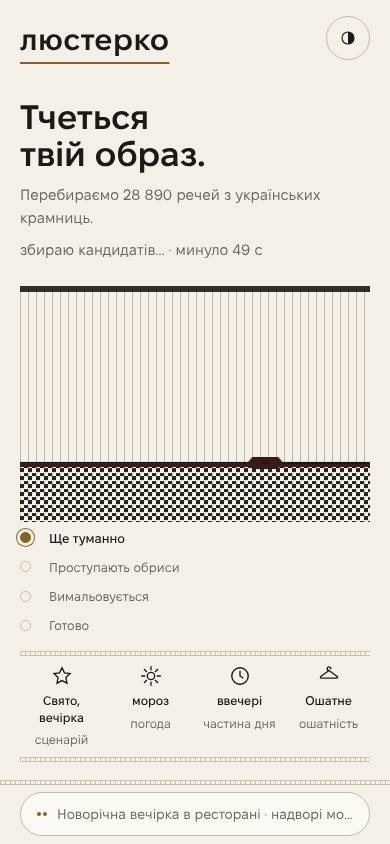 люстерко
Тчеться
твій образ.
Перебираємо 28 890 речей з українських
крамниць.
збираю кандидатів… · минуло 49 с
Ще туманно
Проступають обриси
Вимальовується
Готово
Свято,
вечірка
сценарій
мороз
погода
ввечері
частина дня
Ошатне
ошатність
Новорічна вечірка в ресторані · надворі мо…